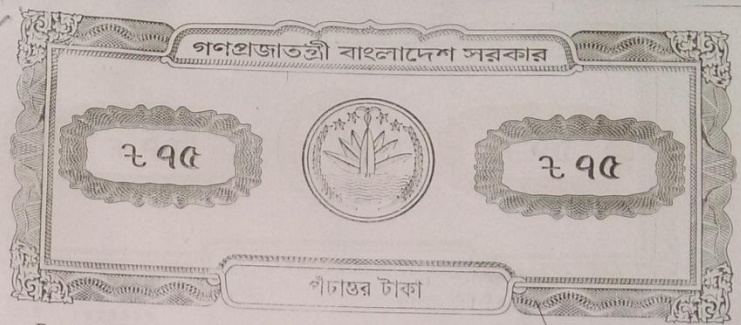 গণপ্রজাতন্ত্রী বাংলাদেশ সরকার
৳ ৭৫ ৳ ৭৫
পঁচাত্তর টাকা